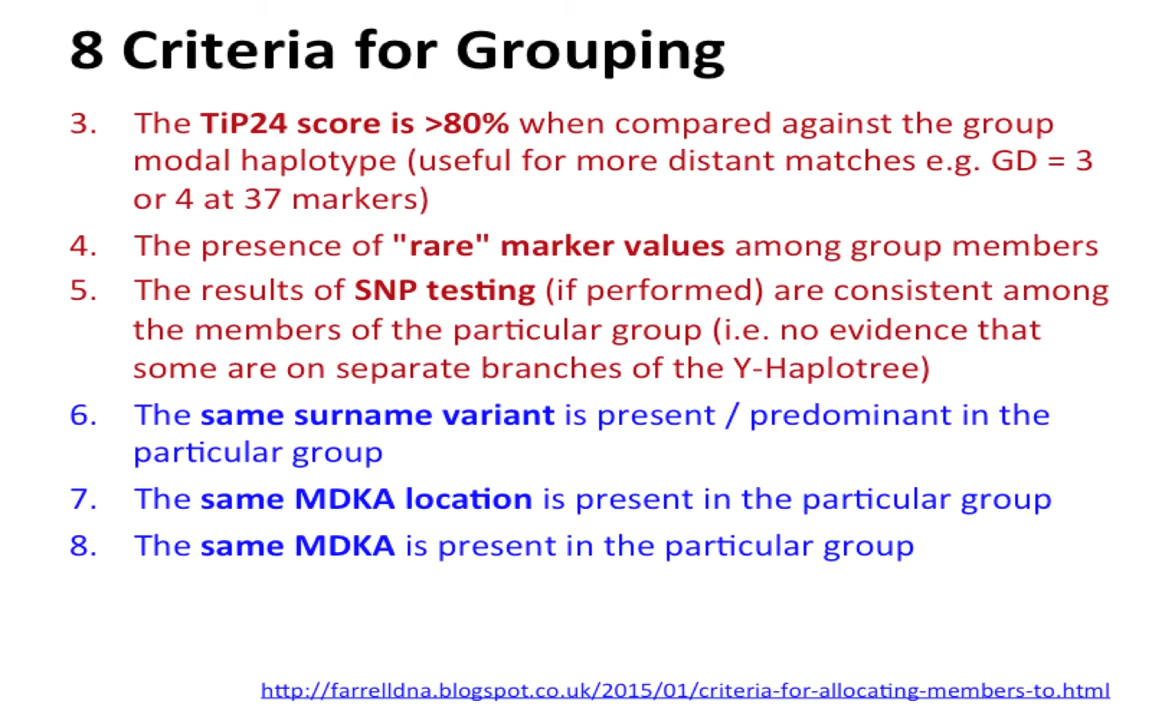 8 Criteria for Grouping
3. The TiP24 score is >80% when compared against the group
modal haplotype (useful for more distant matches e.g. GD = 3
or 4 at 37 markers)
4. The presence of "rare" marker values among group members
5. The results of SNP testing (if performed) are consistent among
the members of the particular group (i.e. no evidence that
some are on separate branches of the Y-Haplotree)
6. The same surname variant is present / predominant in the
particular group
7. The same MDKA location is present in the particular group
8. The same MDKA is present in the particular group
http://farrelldna.blogspot.co.uk/2015/01/criteria-for-allocating-members-to.html